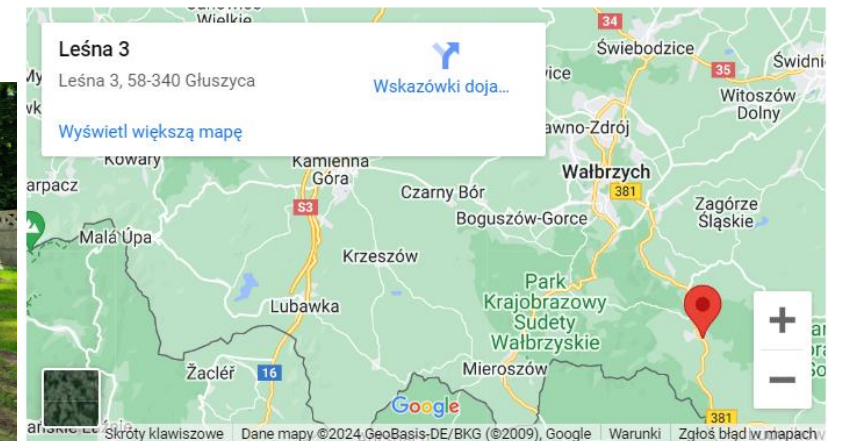 Wielkie
Leśna 3
Leśna 3, 58-340 Głuszyca
Wskazówki doja…
Wyświetl większą mapę
34
Świebodzice
35
Witoszów
Dolny
Kowary
Kamienna
Góra
S3
Czarny Bór
Wałbrzych
381
Boguszów-Gorce
Zagórze
Śląskie
Malá Úpa
Krzeszów
Park
Krajobrazowy
Sudety
Wałbrzyskie
Lubawka
+
Žacléř
16
Mieroszów
−
Google
381
Skróty klawiszowe
Dane mapy ©2024 GeoBasis-DE/BKG (©2009), Google
Warunki
Zgłoś błąd w mapach